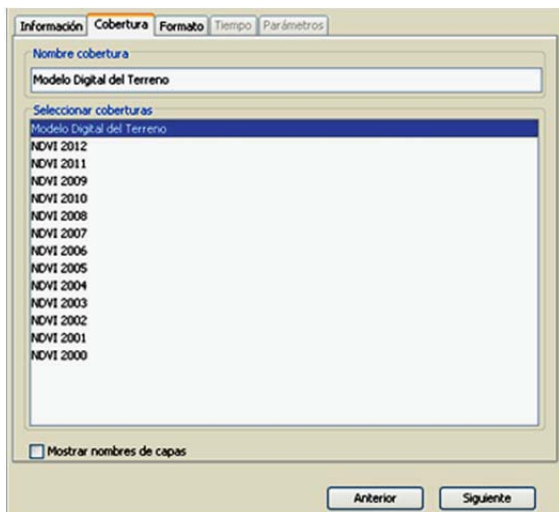 Información Cobertura Formato Tiempo Parámetros
Nombre cobertura
Modelo Digital del Terreno
Seleccionar coberturas
Modelo Digital del Terreno
NDVI 2012
NDVI 2011
NDVI 2009
NDVI 2010
NDVI 2008
NDVI 2007
NDVI 2006
NDVI 2005
NDVI 2004
NDVI 2003
NDVI 2002
NDVI 2001
NDVI 2000
Mostrar nombres de capas
Anterior Siguiente